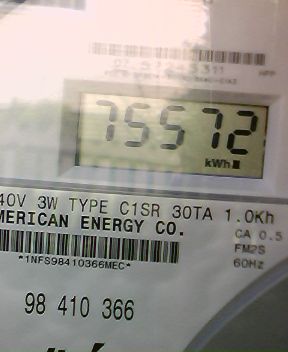 75572
kWh
40V 3W TYPE C1SR 30TA 1.0Kh
MERICAN ENERGY CO.
CA 0.5
FM2S
60Hz
*1NFS98410366MEC*
98 410 366